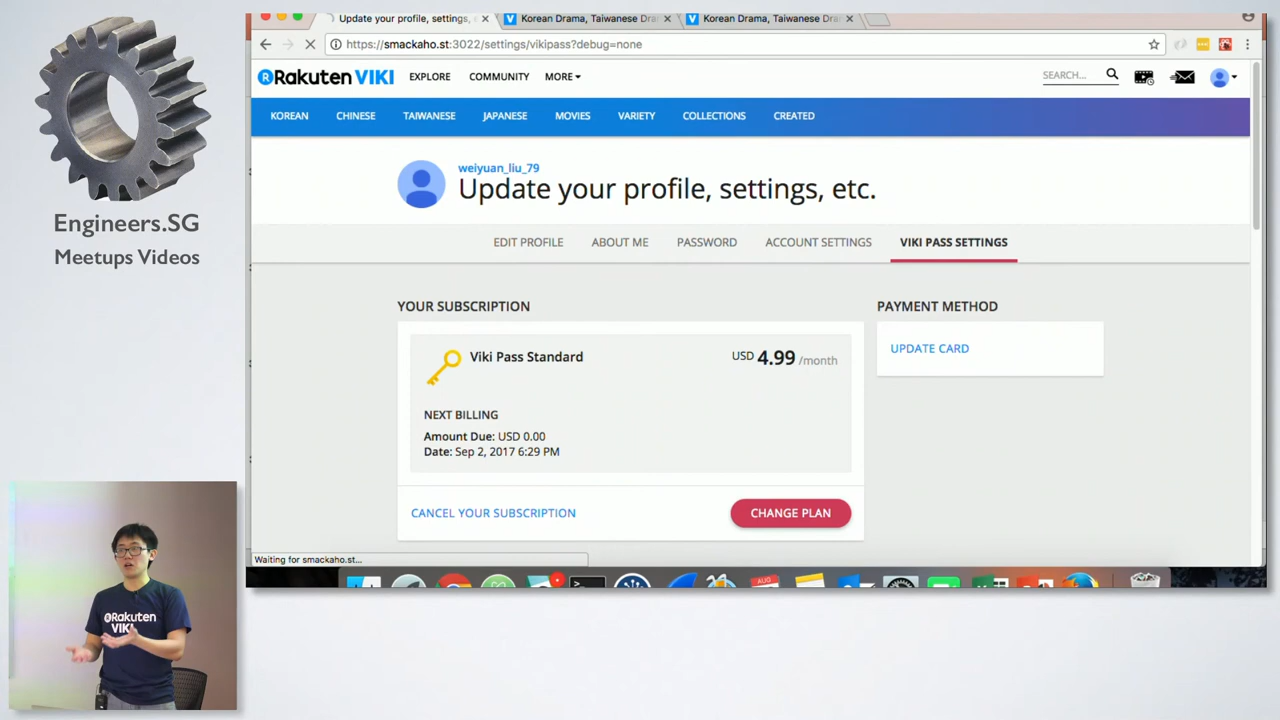 Engineers.SG
Meetups Videos
Update your profile, settings,
Korean Drama, Taiwanese Dra
Korean Drama, Taiwanese Dra
https://smackaho.st:3022/settings/vikipass?debug=none
Rakuten VIKI
EXPLORE
COMMUNITY
MORE
SEARCH...
KOREAN
CHINESE
TAIWANESE
JAPANESE
MOVIES
VARIETY
COLLECTIONS
CREATED
weiyuan_liu_79
Update your profile, settings, etc.
EDIT PROFILE
ABOUT ME
PASSWORD
ACCOUNT SETTINGS
VIKI PASS SETTINGS
YOUR SUBSCRIPTION
Viki Pass Standard
USD 4.99 /month
NEXT BILLING
Amount Due: USD 0.00
Date: Sep 2, 2017 6:29 PM
CANCEL YOUR SUBSCRIPTION
CHANGE PLAN
PAYMENT METHOD
UPDATE CARD
Waiting for smackaho.st...
AUG
Rakuten
VIKI